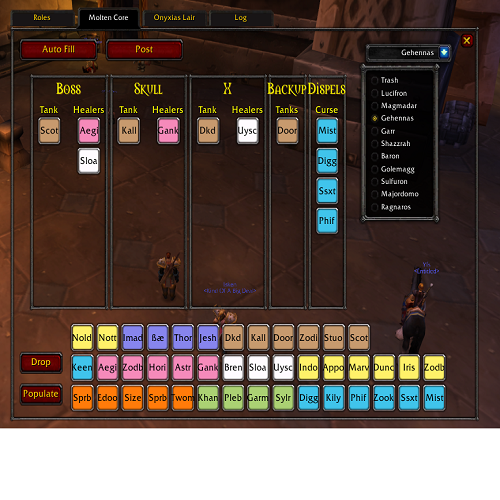 Roles Molten Core Onyxias Lair Log
Auto Fill Post
Gehennas
Boss Skull X Backup Dispels
Tank Healers Tank Healers Tank Healers Tanks Curse
Scot Aegi Kall Gank Dkd Uysc Door Mist
Sloa Digg
Ssxt
Phif
Trash
Lucifron
Magmadar
Gehennas
Garr
Shazzrah
Baron
Golemagg
Sulfuron
Majordomo
Ragnaros
Nold Nott Imad Bæ Thor Jesh Dkd Kall Door Zodi Stuo Scot
Drop
Keen Aegi Zodb Hori Astr Gank Bren Sloa Uysc Indo Appo Marv Dunc Iris Zodb
Populate
Sprb Edoo Size Sprb Twom Khan Pleb Garm Sylr Digg Kily Phif Zook Ssxt Mist